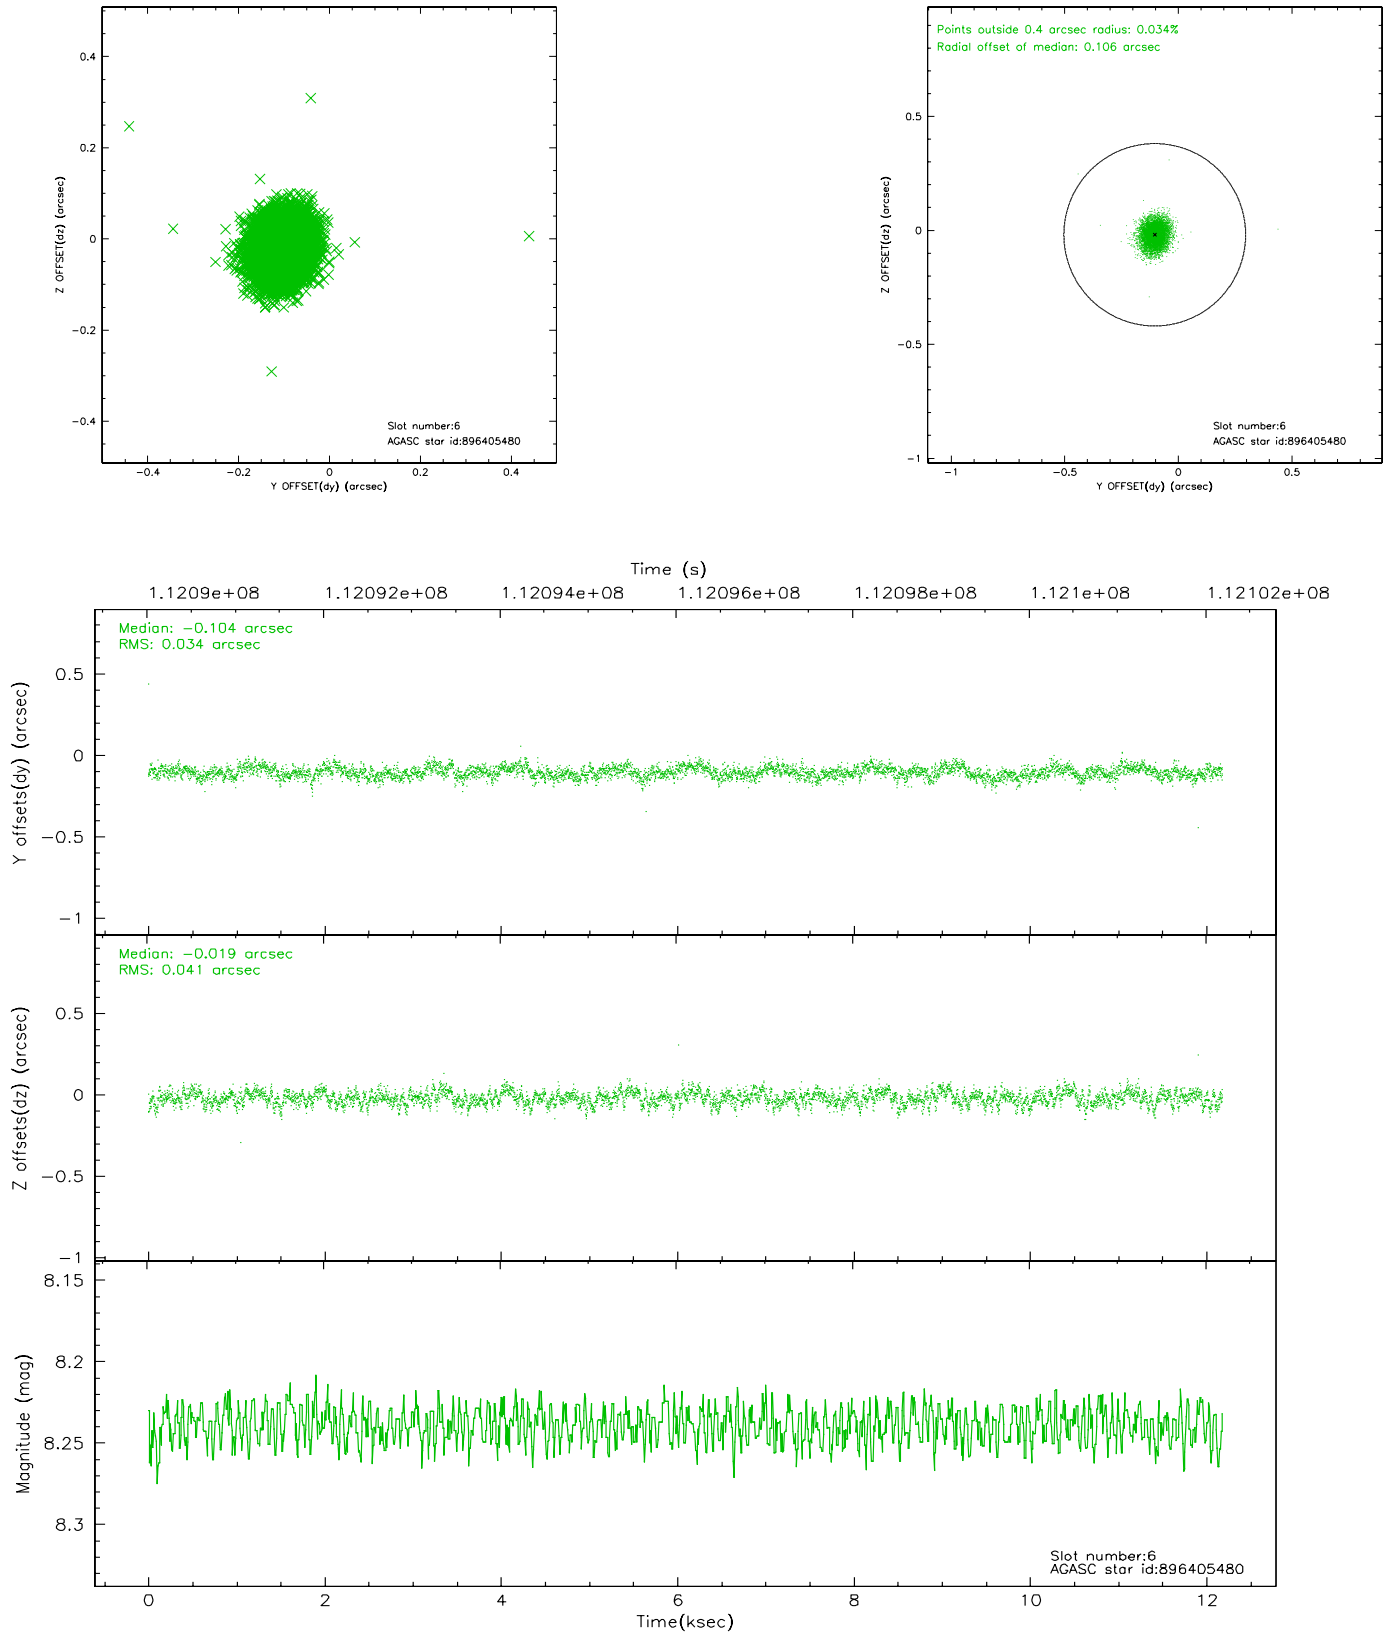 0.4
0.2
0
−0.2
−0.4
Z OFFSET(dz) (arcsec)
Slot number:6
AGASC star id:896405480
−0.4 −0.2 0 0.2 0.4
Y OFFSET(dy) (arcsec)
Points outside 0.4 arcsec radius: 0.034%
Radial offset of median: 0.106 arcsec
0.5
0
−0.5
−1
Z OFFSET(dz) (arcsec)
Slot number:6
AGASC star id:896405480
−1 −0.5 0 0.5
Y OFFSET(dy) (arcsec)
Time (s)
1.1209e+08 1.12092e+08 1.12094e+08 1.12096e+08 1.12098e+08 1.121e+08 1.12102e+08
Median: −0.104 arcsec
RMS: 0.034 arcsec
0.5
0
−0.5
−1
Y offsets(dy) (arcsec)
Median: −0.019 arcsec
RMS: 0.041 arcsec
0.5
0
−0.5
−1
Z offsets(dz) (arcsec)
8.15
8.2
8.25
8.3
Magnitude (mag)
Slot number:6
AGASC star id:896405480
0 2 4 6 8 10 12
Time(ksec)